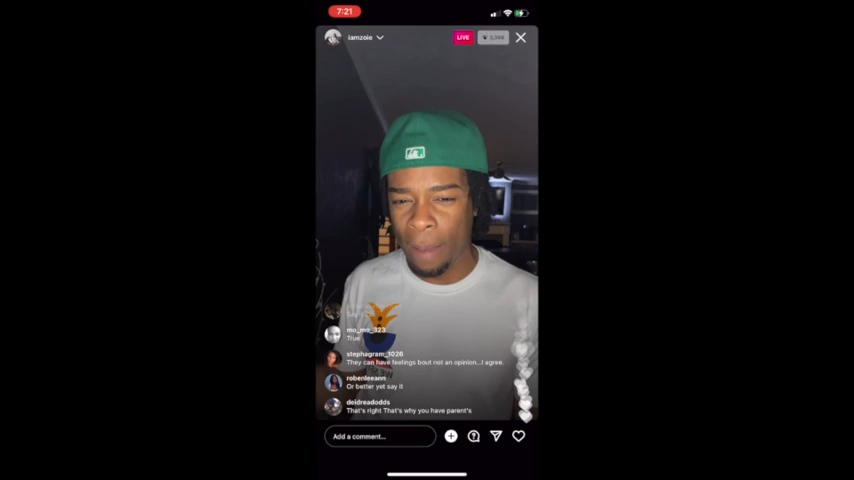 7:21
iamzoie
LIVE
mo_mo_323
True
stephagram_1026
They can have feelings bout not an opinion...I agree.
robenleeann
Or better yet say it
deidreadodds
That's right That's why you have parent's
Add a comment...